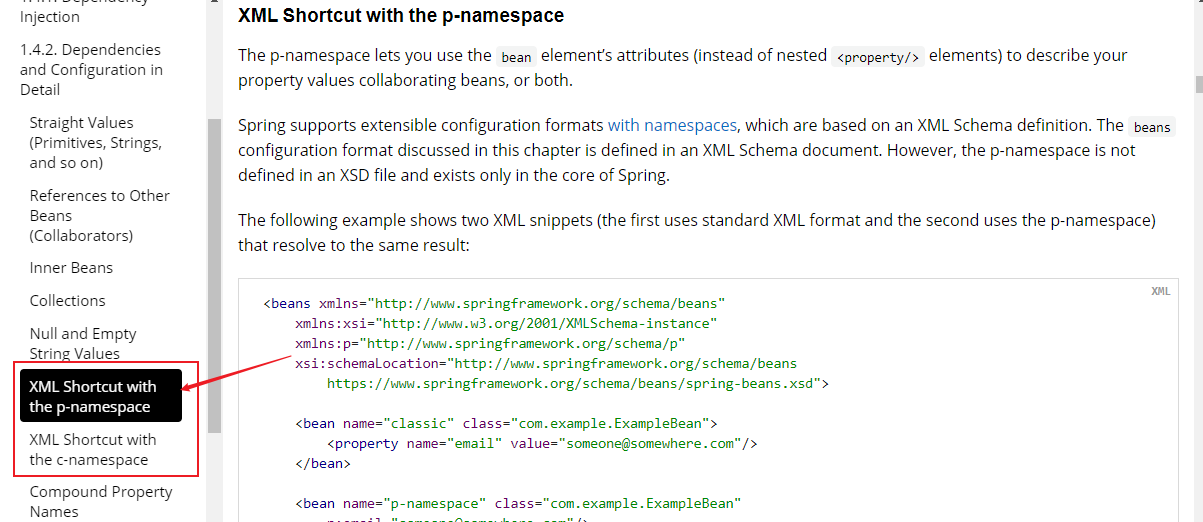 Injection
1.4.2. Dependencies
and Configuration in
Detail
Straight Values
(Primitives, Strings,
and so on)
References to Other
Beans
(Collaborators)
Inner Beans
Collections
Null and Empty
String Values
XML Shortcut with
the p-namespace
XML Shortcut with
the c-namespace
Compound Property
Names
XML Shortcut with the p-namespace
The p-namespace lets you use the bean element’s attributes (instead of nested <property/> elements) to describe your
property values collaborating beans, or both.
Spring supports extensible configuration formats with namespaces, which are based on an XML Schema definition. The beans
configuration format discussed in this chapter is defined in an XML Schema document. However, the p-namespace is not
defined in an XSD file and exists only in the core of Spring.
The following example shows two XML snippets (the first uses standard XML format and the second uses the p-namespace)
that resolve to the same result:
XML
<beans xmlns="http://www.springframework.org/schema/beans"
xmlns:xsi="http://www.w3.org/2001/XMLSchema-instance"
xmlns:p="http://www.springframework.org/schema/p"
xsi:schemaLocation="http://www.springframework.org/schema/beans
https://www.springframework.org/schema/beans/spring-beans.xsd">
<bean name="classic" class="com.example.ExampleBean">
<property name="email" value="someone@somewhere.com"/>
</bean>
<bean name="p-namespace" class="com.example.ExampleBean"
p:email="someone@somewhere.com"/>